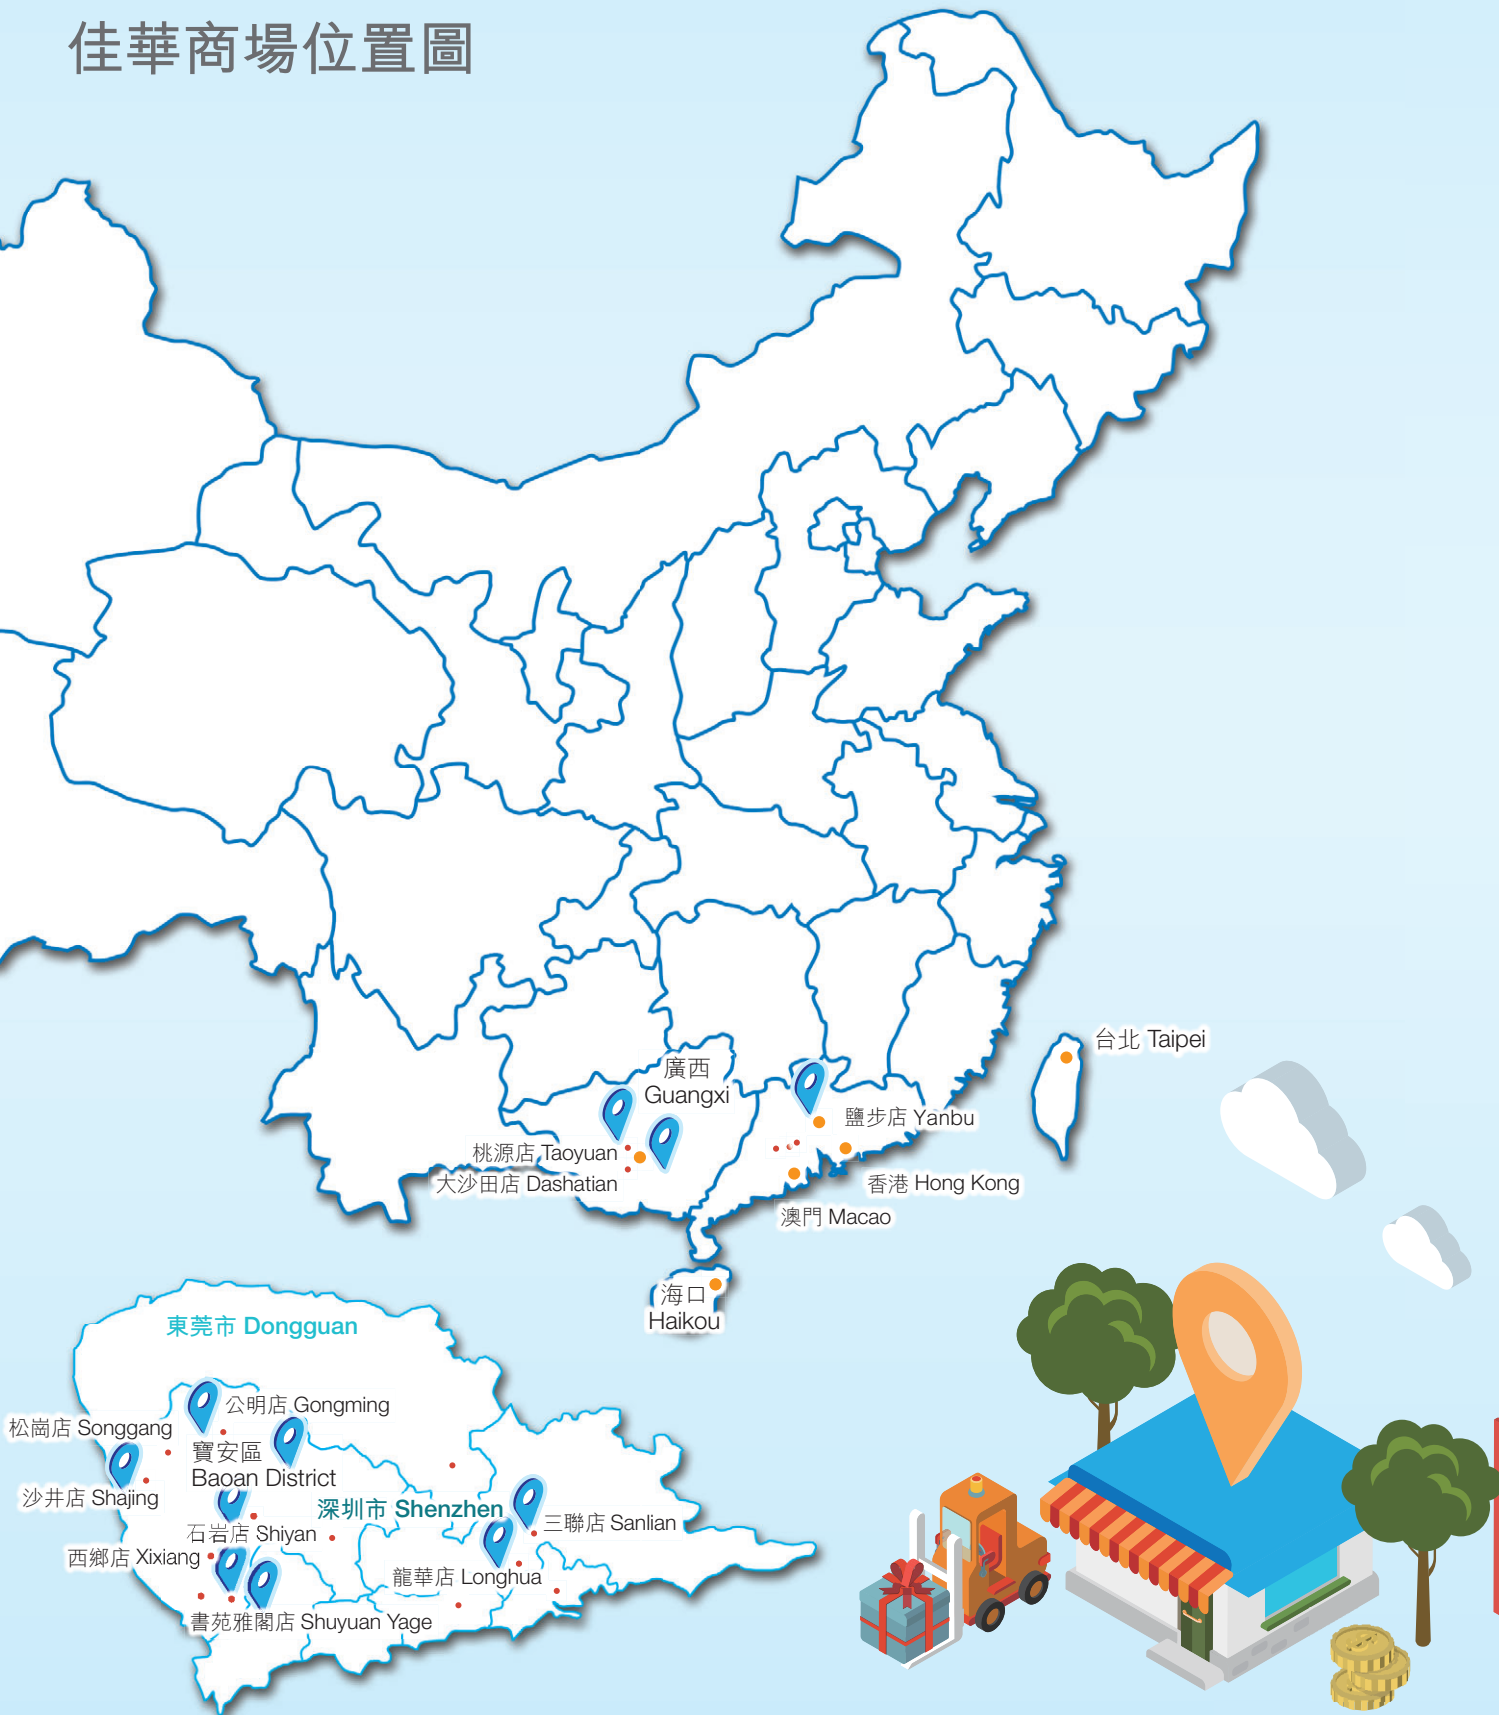 佳華商場位置圖
台北 Taipei
廣西
Guangxi
鹽步店 Yanbu
桃源店 Taoyuan
大沙田店 Dashatian
香港 Hong Kong
澳門 Macao
海口
Haikou
東莞市 Dongguan
公明店 Gongming
松崗店 Songgang
寶安區
Baoan District
沙井店 Shajing
深圳市 Shenzhen
三聯店 Sanlian
石岩店 Shiyan
西鄉店 Xixiang
龍華店 Longhua
書苑雅閣店 Shuyuan Yage